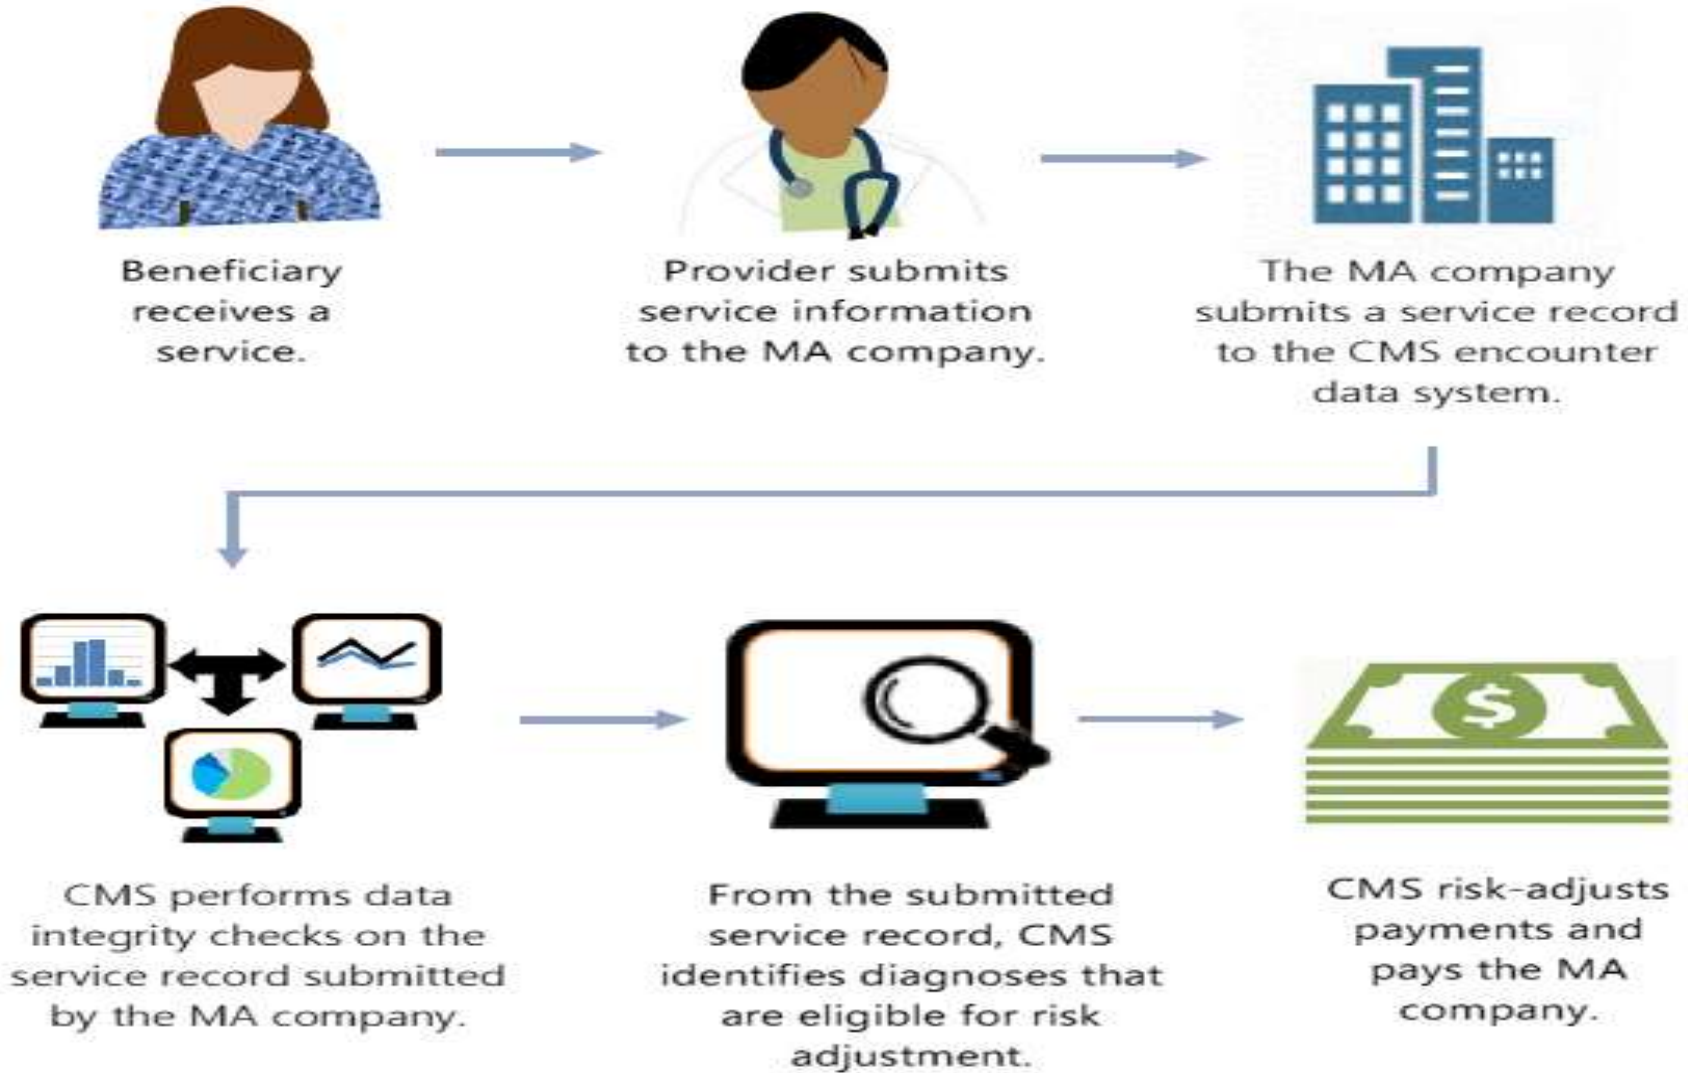 Beneficiary
receives a
service.
Provider submits
service information
to the MA company.
The MA company
submits a service record
to the CMS encounter
data system.
CMS performs data
integrity checks on the
service record submitted
by the MA company.
From the submitted
service record, CMS
identifies diagnoses that
are eligible for risk
adjustment.
$
CMS risk-adjusts
payments and
pays the MA
company.